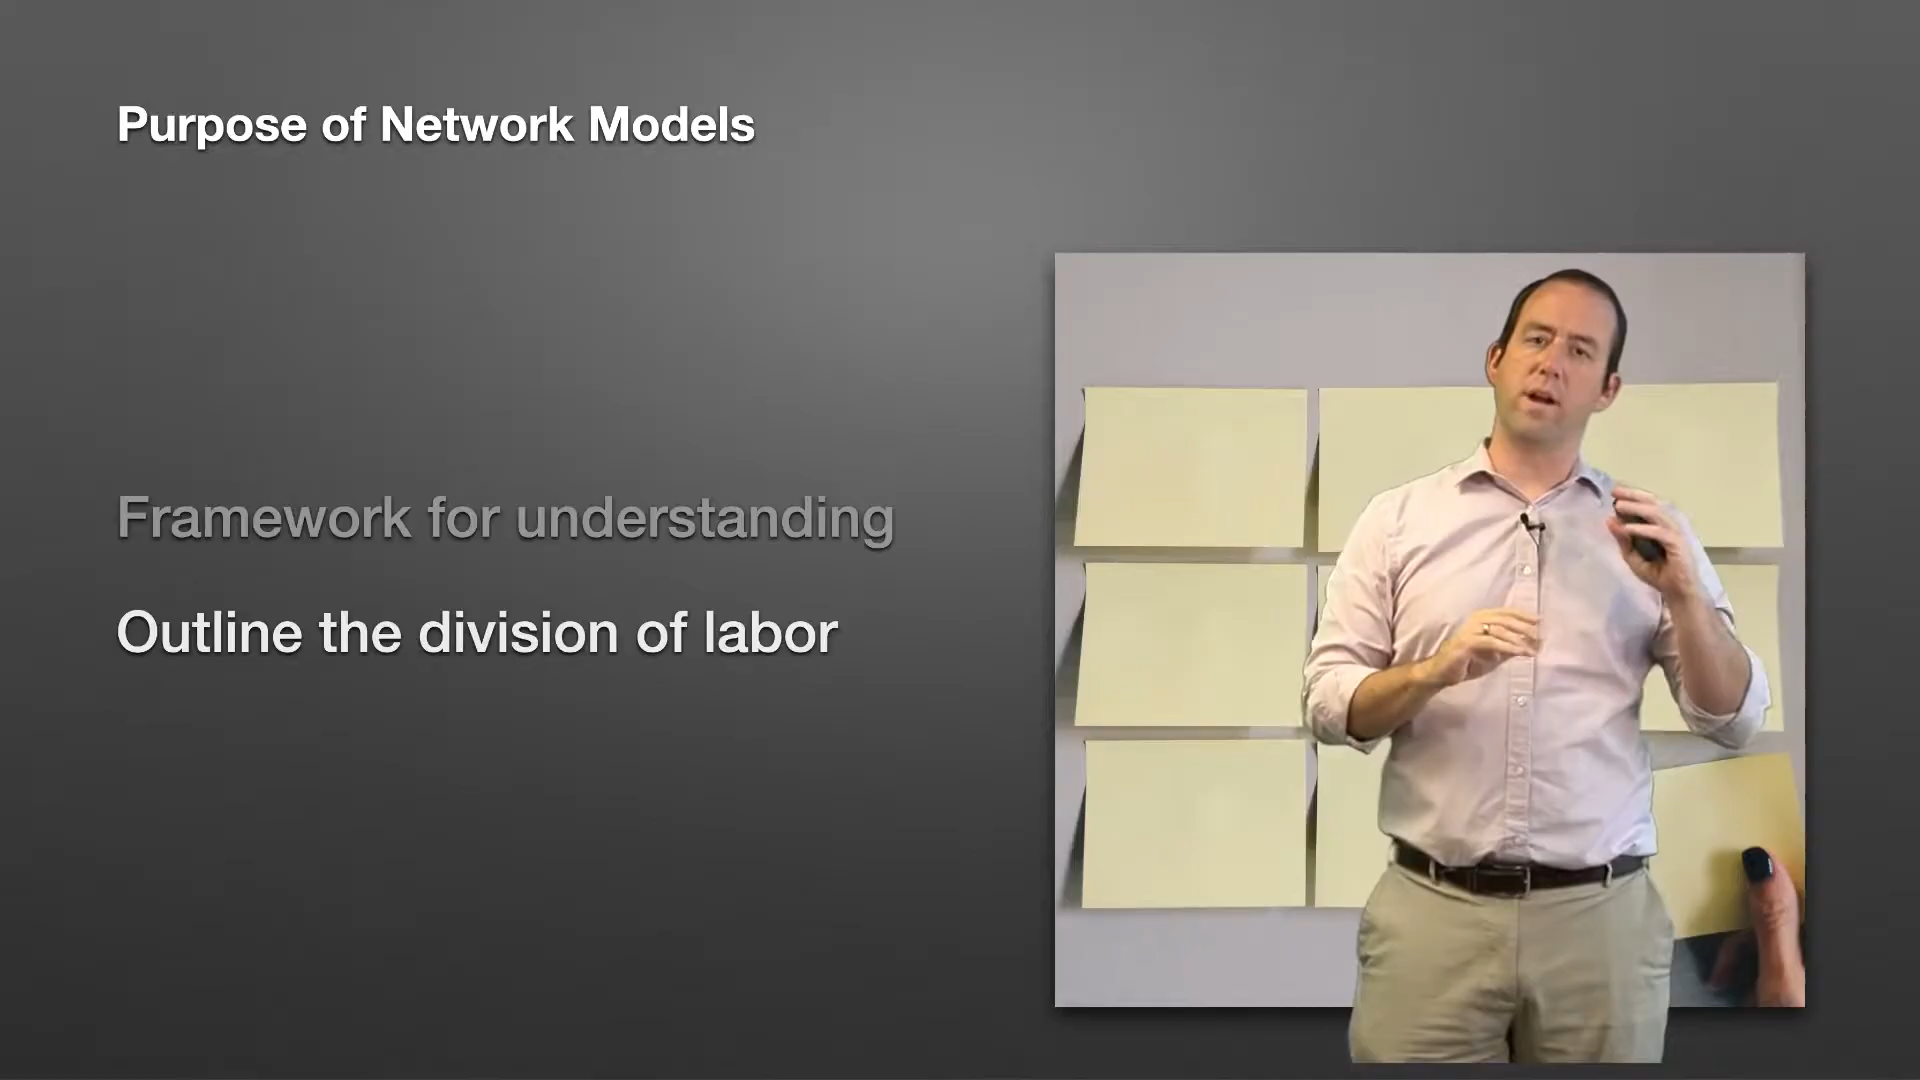 Purpose of Network Models
Framework for understanding
Outline the division of labor